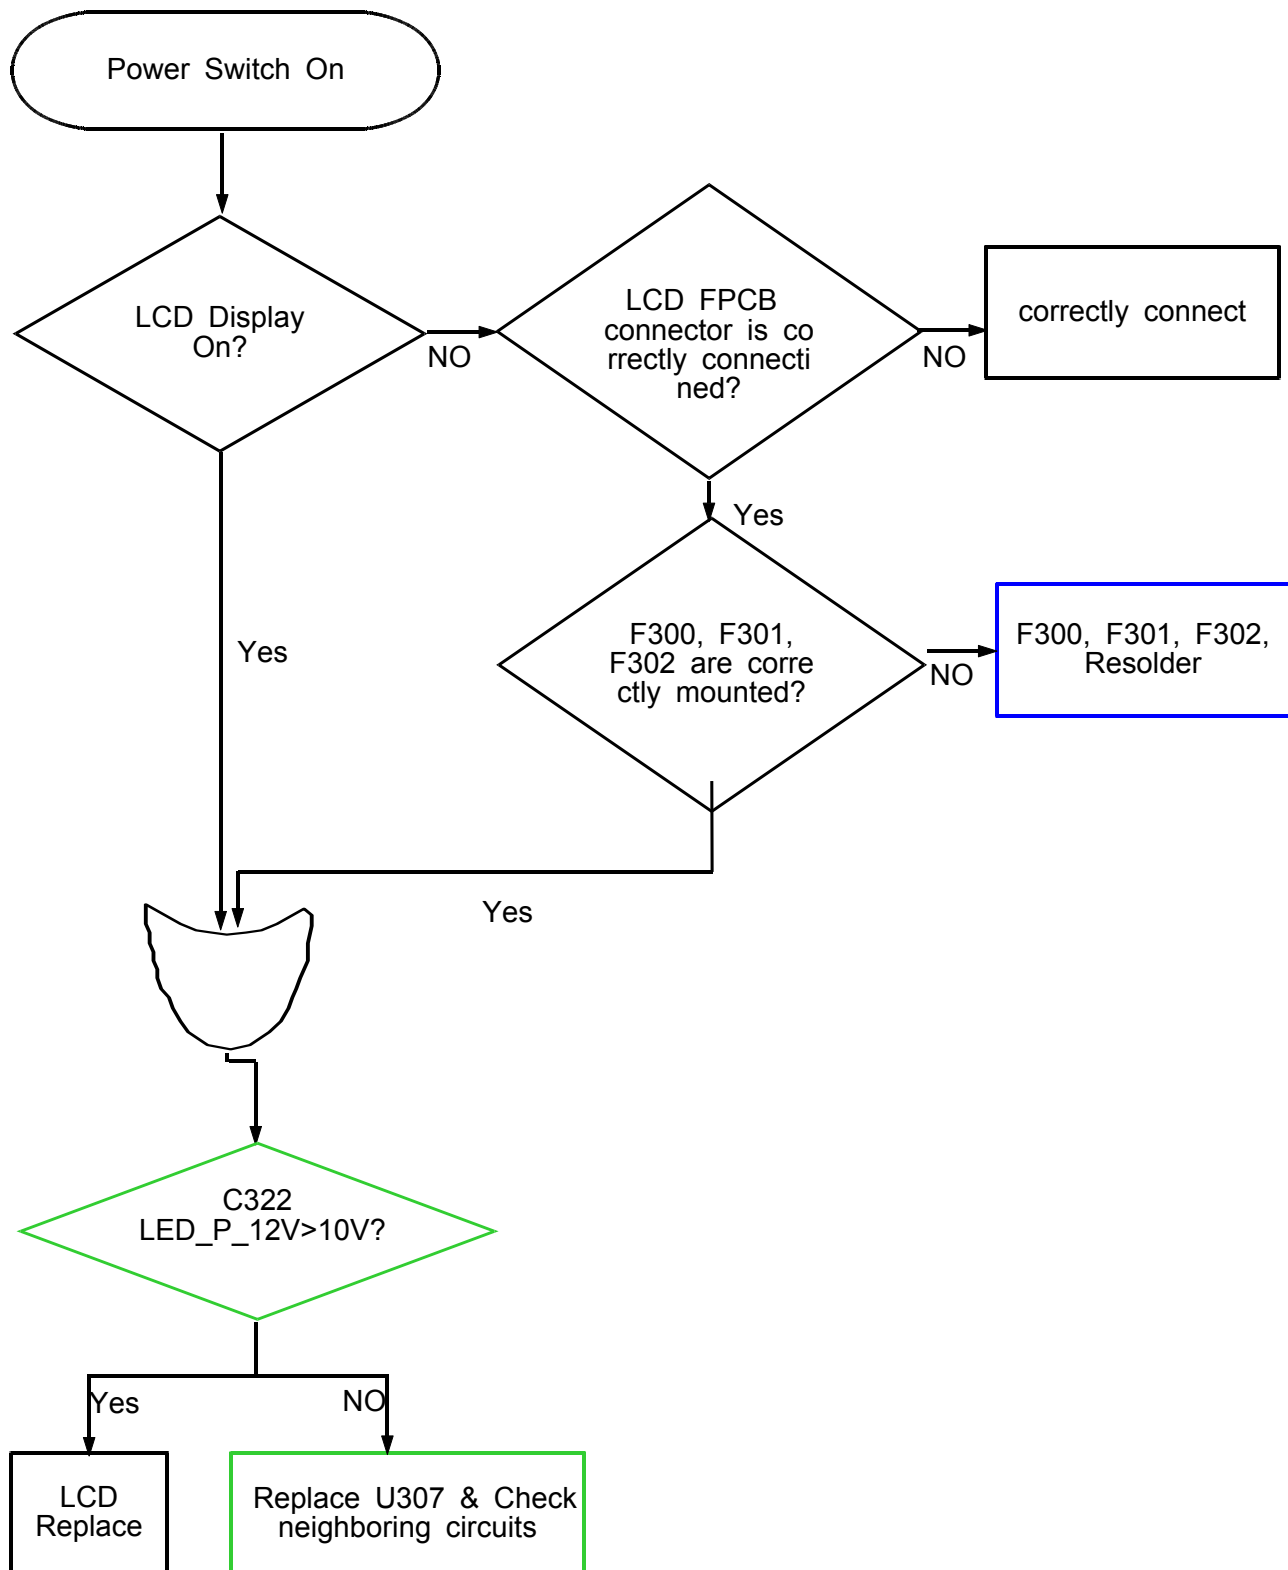 Power Switch On
LCD Display
On?
NO
LCD FPCB
connector is co
rrectly connecti
ned?
NO
correctly connect
Yes
Yes
F300, F301,
F302 are corre
ctly mounted?
NO
F300, F301, F302,
Resolder
Yes
C322
LED_P_12V>10V?
Yes
NO
LCD
Replace
Replace U307 & Check
neighboring circuits